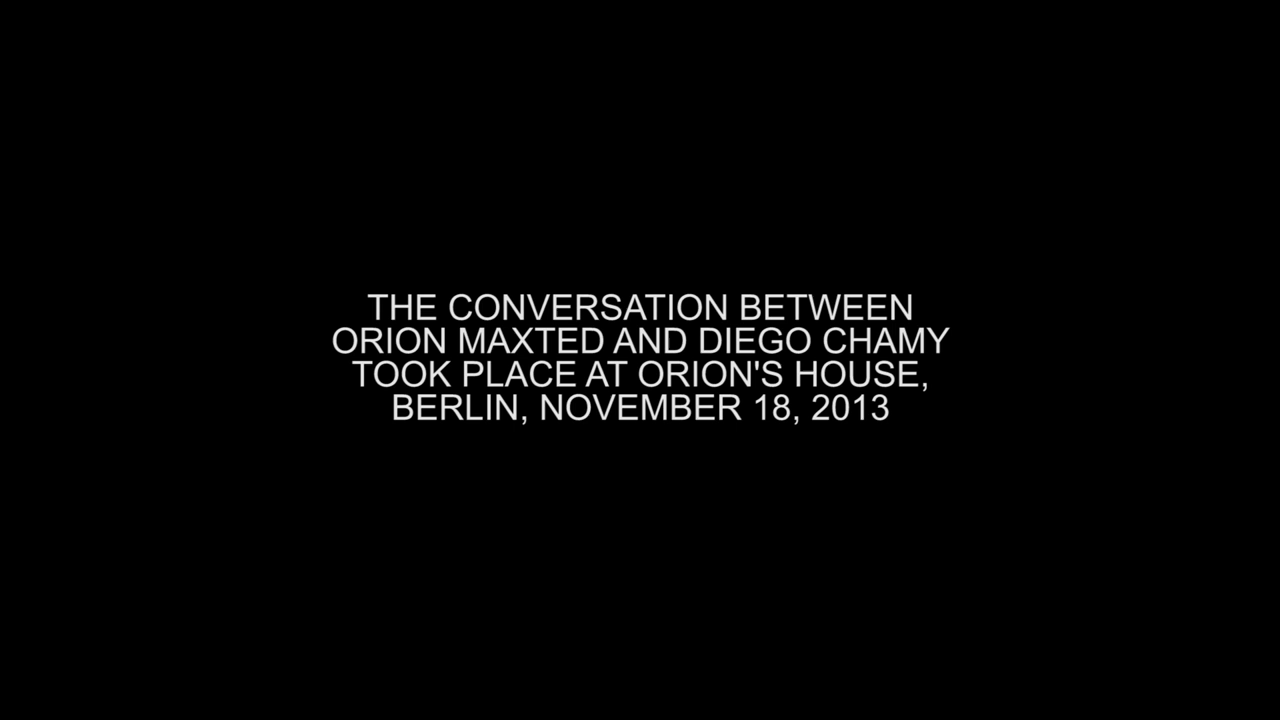 THE CONVERSATION BETWEEN
ORION MAXTED AND DIEGO CHAMY
TOOK PLACE AT ORION'S HOUSE,
BERLIN, NOVEMBER 18, 2013